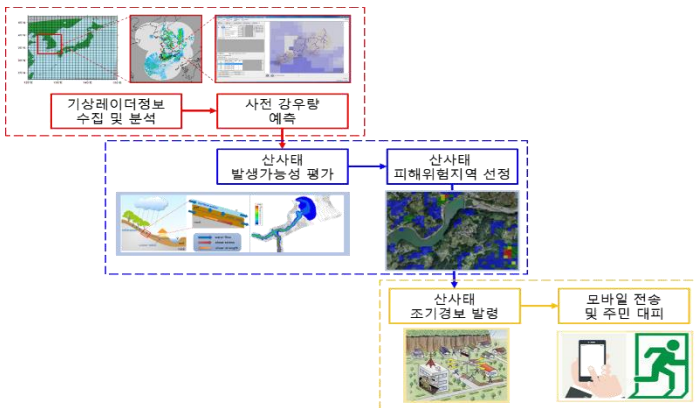 기상레이더정보
수집 및 분석
사전 강우량
예측
산사태
발생가능성 평가
산사태
피해위험지역 선정
산사태
조기경보 발령
모바일 전송
및 주민 대피